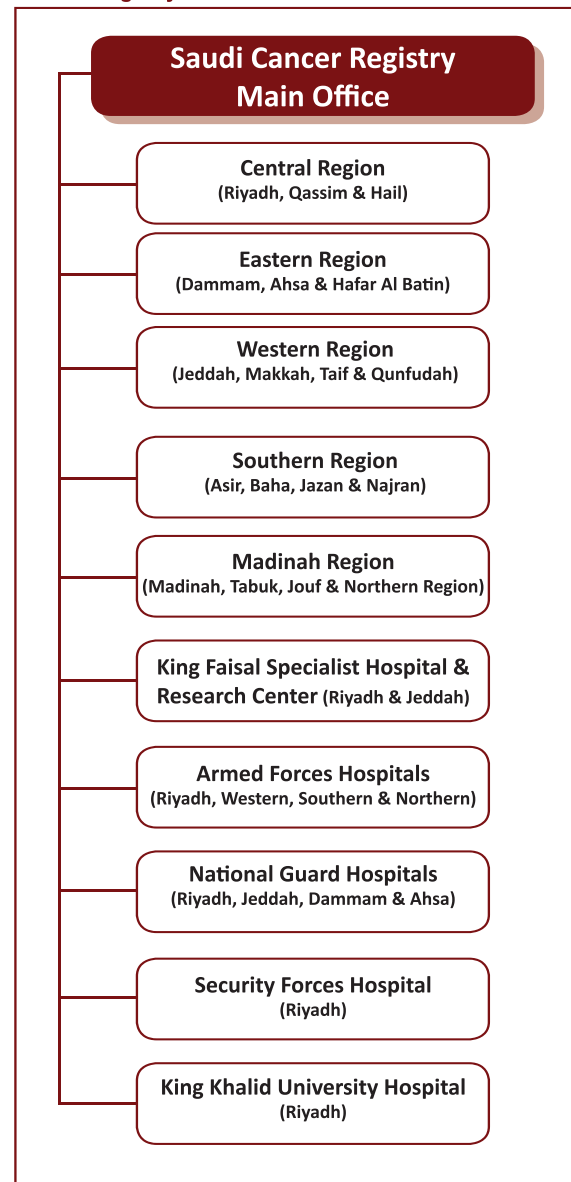 Saudi Cancer Registry
Main Office
Central Region
(Riyadh, Qassim & Hail)
Eastern Region
(Dammam, Ahsa & Hafar Al Batin)
Western Region
(Jeddah, Makkah, Taif & Qunfudah)
Southern Region
(Asir, Baha, Jazan & Najran)
Madinah Region
(Madinah, Tabuk, Jouf & Northern Region)
King Faisal Specialist Hospital &
Research Center (Riyadh & Jeddah)
Armed Forces Hospitals
(Riyadh, Western, Southern & Northern)
National Guard Hospitals
(Riyadh, Jeddah, Dammam & Ahsa)
Security Forces Hospital
(Riyadh)
King Khalid University Hospital
(Riyadh)